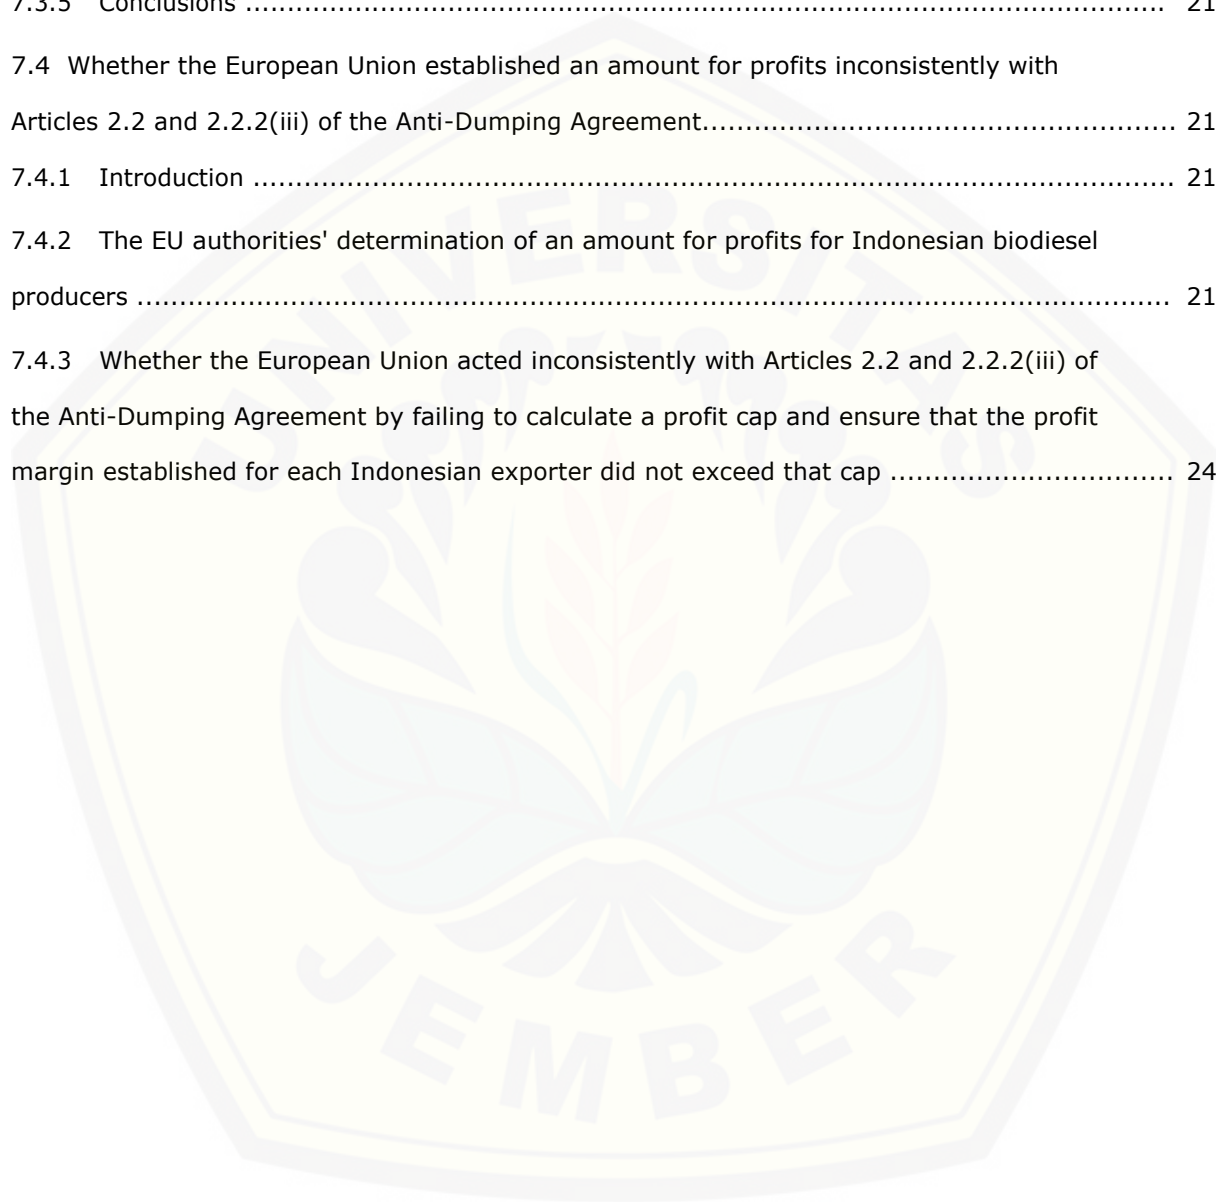 7.3.5 Conclusions ........................................................................................................ 21
7.4 Whether the European Union established an amount for profits inconsistently with
Articles 2.2 and 2.2.2(iii) of the Anti-Dumping Agreement..................................................... 21
7.4.1 Introduction ........................................................................................................ 21
7.4.2 The EU authorities' determination of an amount for profits for Indonesian biodiesel
producers ..................................................................................................................... 21
7.4.3 Whether the European Union acted inconsistently with Articles 2.2 and 2.2.2(iii) of
the Anti-Dumping Agreement by failing to calculate a profit cap and ensure that the profit
margin established for each Indonesian exporter did not exceed that cap ................................ 24
UNIVERSITAS
JEMBER